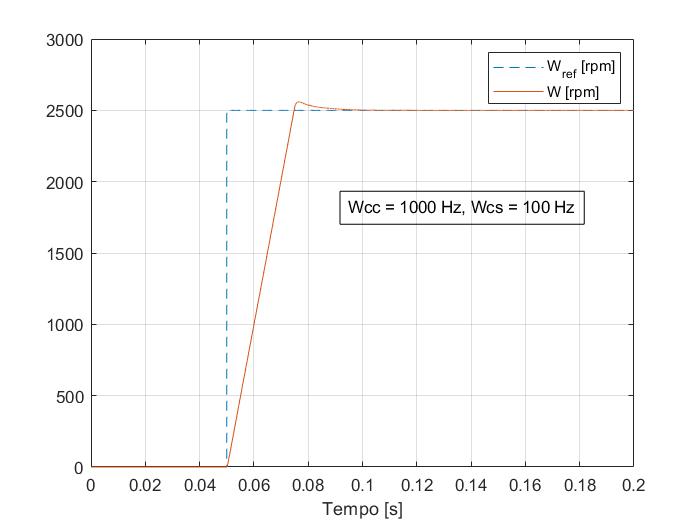 3000
2500
2000
1500
1000
500
0
W_ref [rpm]
W [rpm]
Wcc = 1000 Hz, Wcs = 100 Hz
0 0.02 0.04 0.06 0.08 0.1 0.12 0.14 0.16 0.18 0.2
Tempo [s]